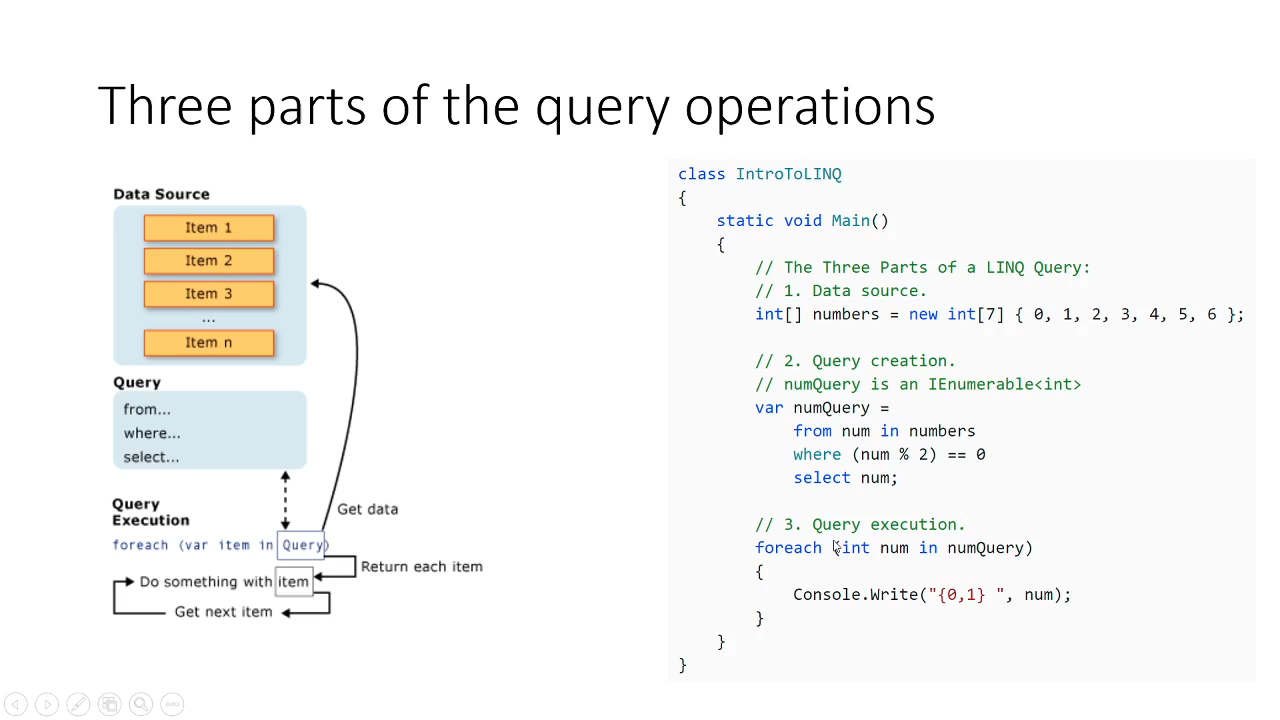 Three parts of the query operations
Data Source
Item 1
Item 2
Item 3
...
Item n
Query
from...
where...
select...
Query
Execution
foreach (var item in Query)
Get data
Return each item
Do something with item
Get next item
class IntroToLINQ
{
static void Main()
{
// The Three Parts of a LINQ Query:
// 1. Data source.
int[] numbers = new int[7] { 0, 1, 2, 3, 4, 5, 6 };
// 2. Query creation.
// numQuery is an IEnumerable<int>
var numQuery =
from num in numbers
where (num % 2) == 0
select num;
// 3. Query execution.
foreach (int num in numQuery)
{
Console.Write("{0,1} ", num);
}
}
}